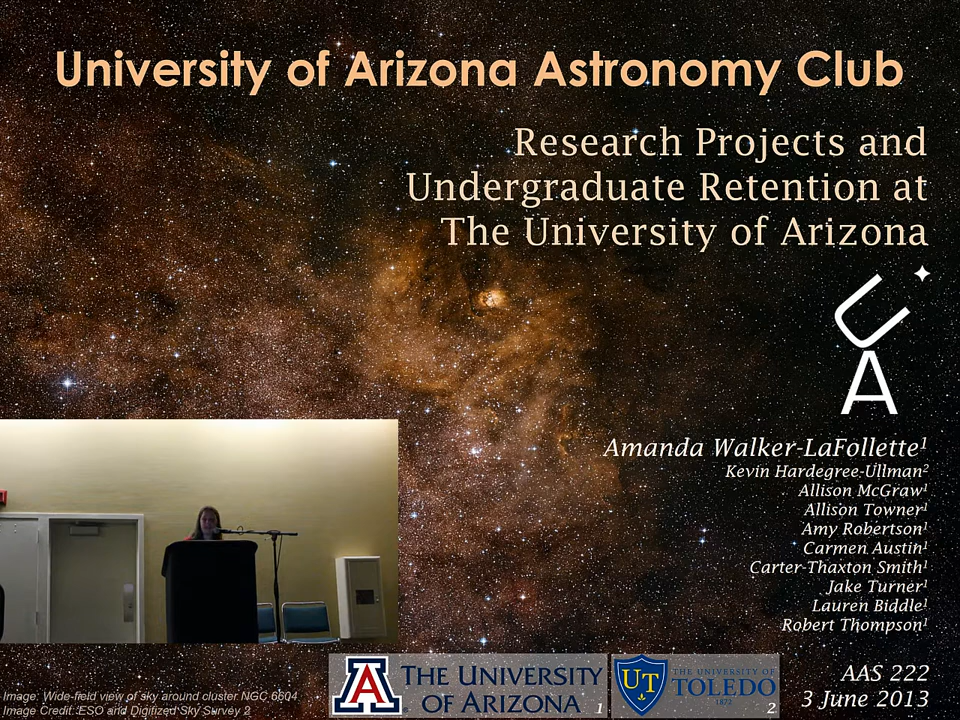 University of Arizona Astronomy Club
Research Projects and
Undergraduate Retention at
The University of Arizona
UA
Amanda Walker-LaFollette¹
Kevin Hardegree-Ullman²
Allison McGraw¹
Allison Towner¹
Amy Robertson¹
Carmen Austin¹
Carter-Thaxton Smith¹
Jake Turner¹
Lauren Biddle¹
Robert Thompson¹
AAS 222
3 June 2013
A THE UNIVERSITY
OF ARIZONA 1
UT THE UNIVERSITY OF
TOLEDO
1872 2
Image: Wide-field view of sky around cluster NGC 6604
Image Credit: ESO and Digitized Sky Survey 2